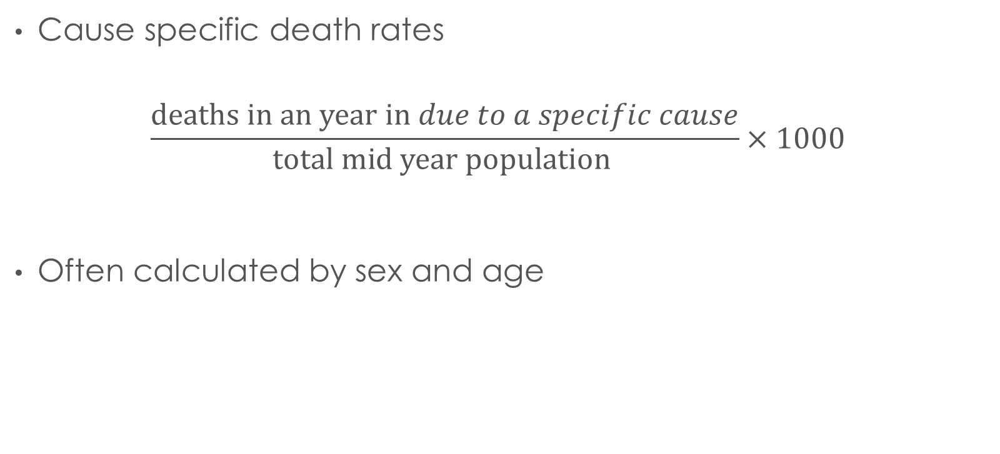 • Cause specific death rates
deaths in an year in due to a specific cause
total mid year population
× 1000
• Often calculated by sex and age